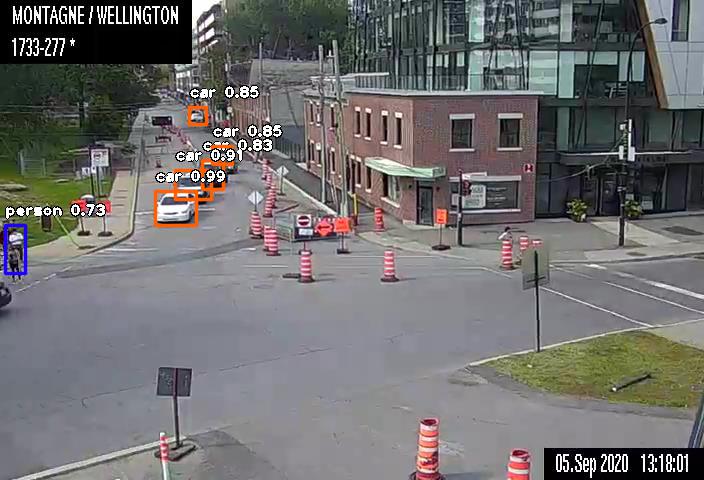 MONTAGNE / WELLINGTON
1733-277 *
car 0.85
car 0.85
car 0.83
car 0.91
car 0.99
person 0.73
05.Sep 2020 13:18:01